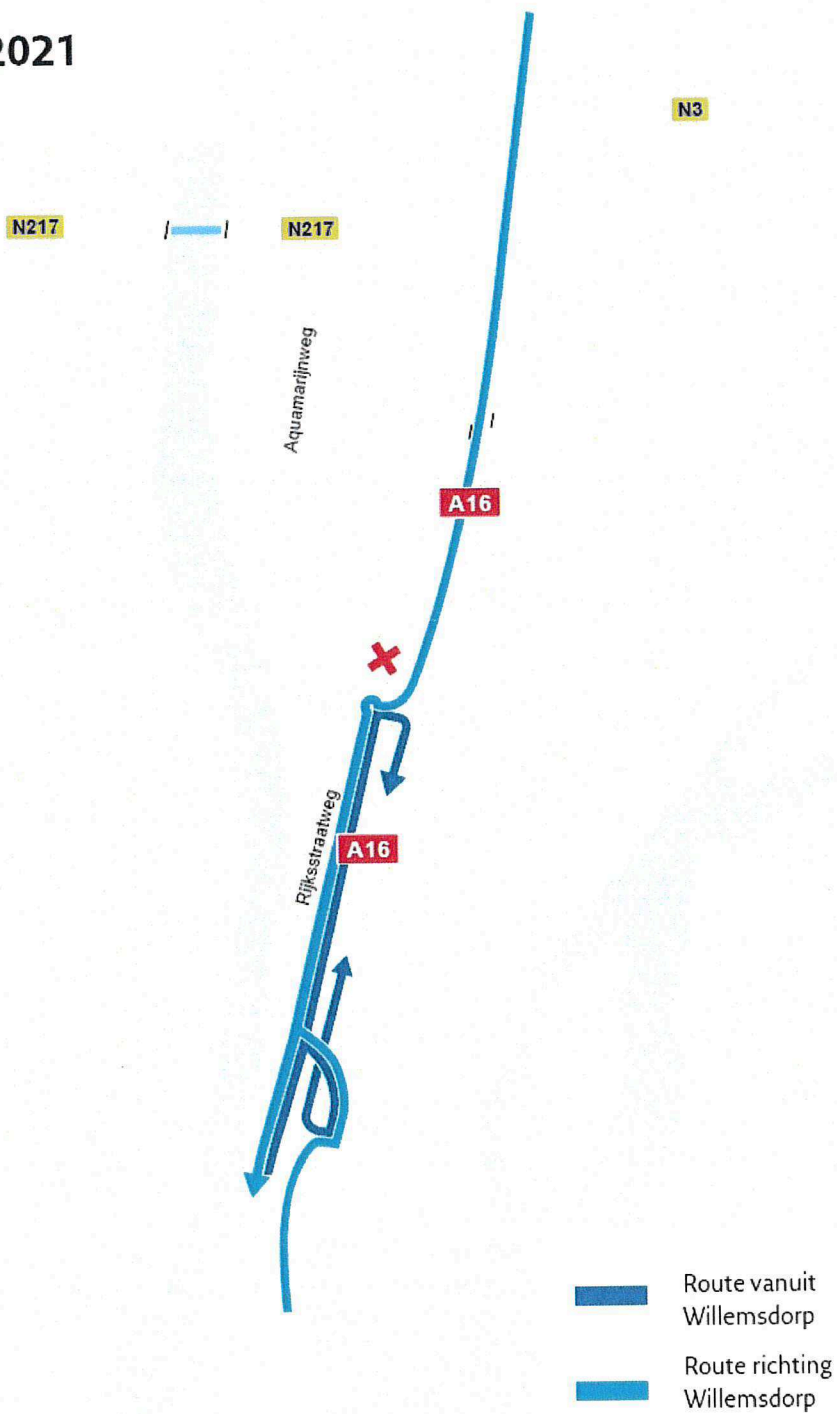 2021
N3
N217
N217
Aquamarijnweg
A16
Rijksstraatweg
A16
Route vanuit
Willemsdorp
Route richting
Willemsdorp